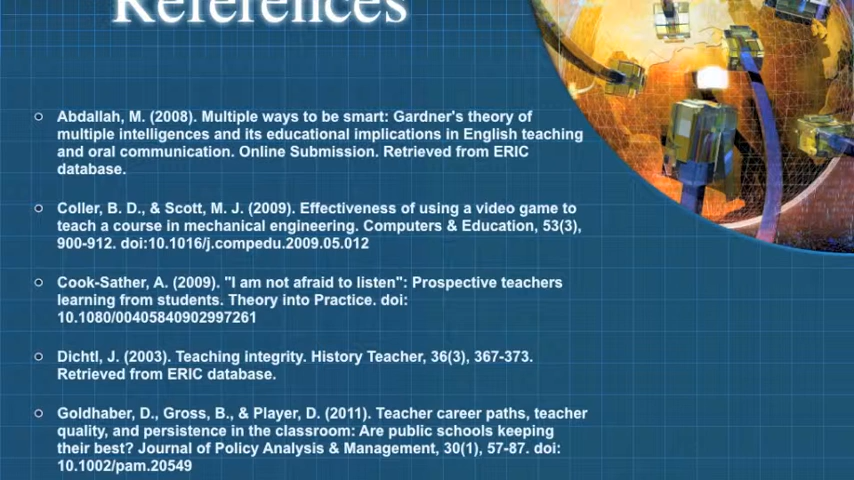 References
Abdallah, M. (2008). Multiple ways to be smart: Gardner's theory of
multiple intelligences and its educational implications in English teaching
and oral communication. Online Submission. Retrieved from ERIC
database.
Coller, B. D., & Scott, M. J. (2009). Effectiveness of using a video game to
teach a course in mechanical engineering. Computers & Education, 53(3),
900-912. doi:10.1016/j.compedu.2009.05.012
Cook-Sather, A. (2009). "I am not afraid to listen": Prospective teachers
learning from students. Theory into Practice. doi:
10.1080/00405840902997261
Dichtl, J. (2003). Teaching integrity. History Teacher, 36(3), 367-373.
Retrieved from ERIC database.
Goldhaber, D., Gross, B., & Player, D. (2011). Teacher career paths, teacher
quality, and persistence in the classroom: Are public schools keeping
their best? Journal of Policy Analysis & Management, 30(1), 57-87. doi:
10.1002/pam.20549